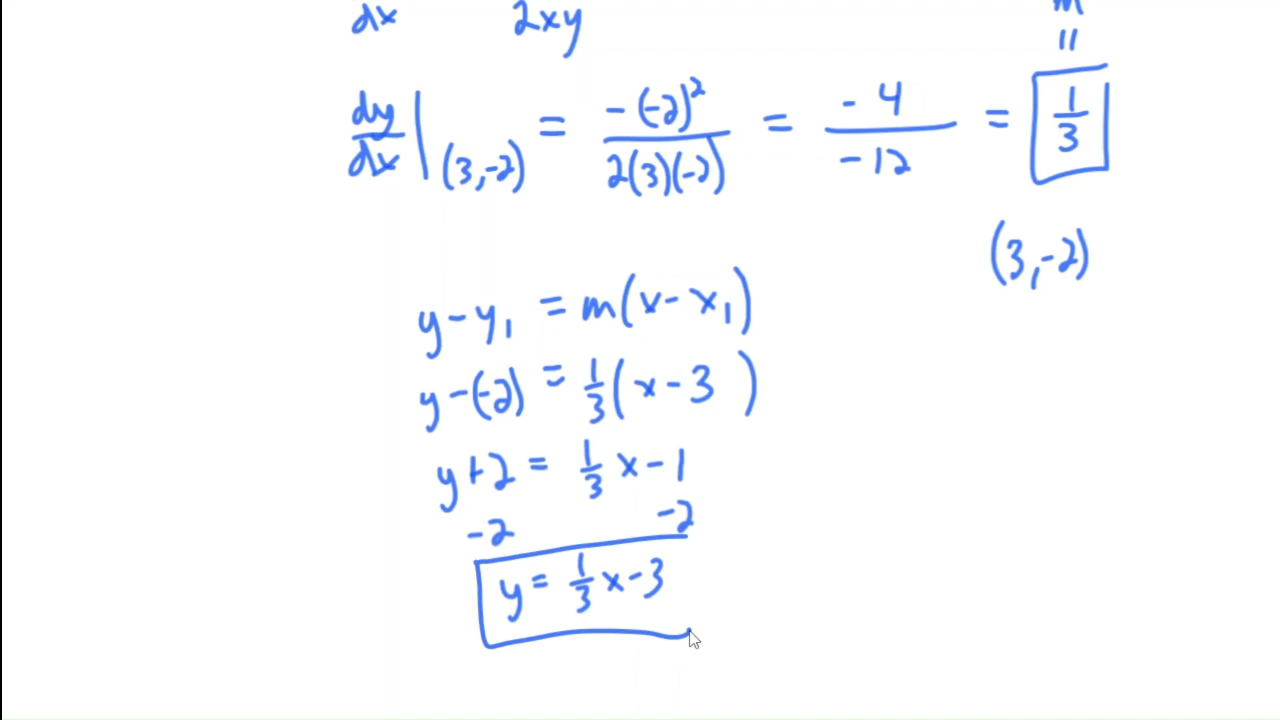 dx 2xy m
=
dy/dx|(3,-2) = -(-2)²/2(3)(-2) = -4/-12 = 1/3
(3,-2)
y-y₁ = m(x-x₁)
y-(-2) = 1/3(x-3 )
y+2 = 1/3 x-1
-2 -2
y = 1/3 x-3